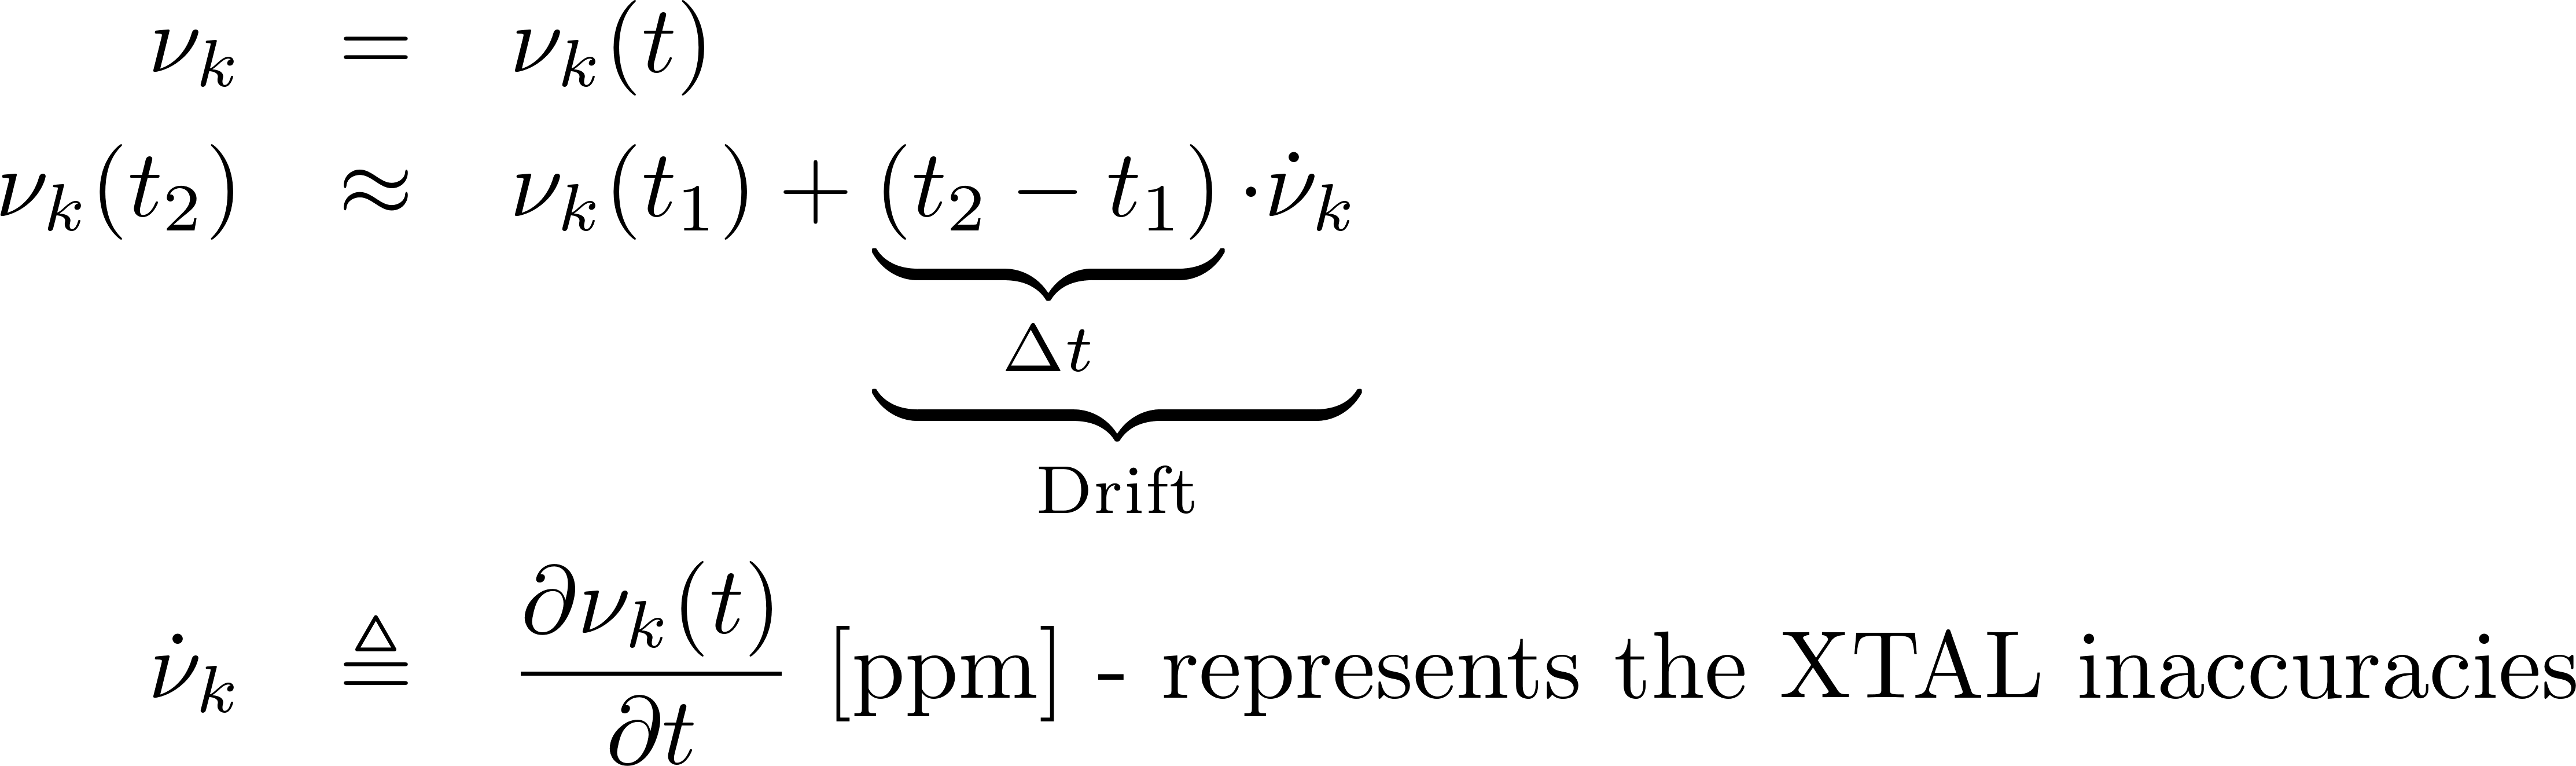 νₖ = νₖ(t)
νₖ(t₂) ≈ νₖ(t₁) + (t₂ − t₁) · ν̇ₖ
Δt
Drift
ν̇ₖ ≜ ∂νₖ(t)/∂t [ppm] - represents the XTAL inaccuracies